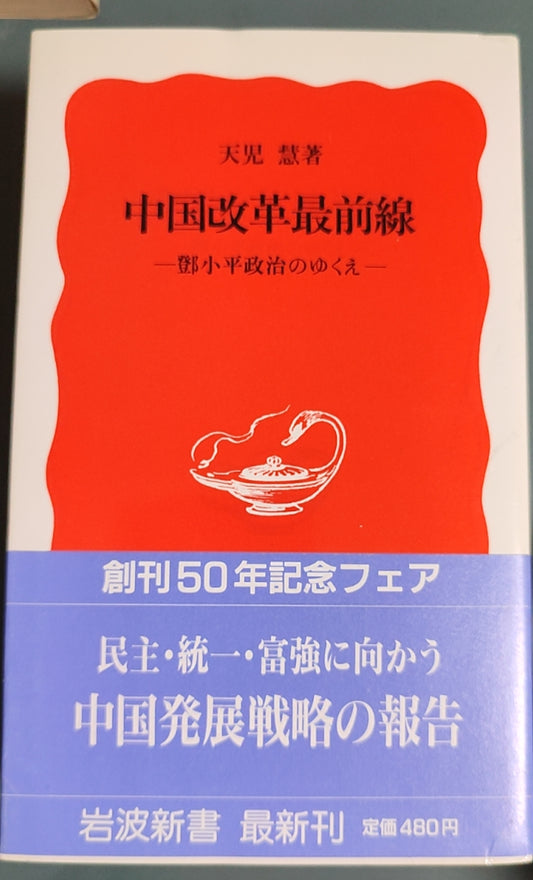 天児 慧著
中国改革最前線
―鄧小平政治のゆくえ―
創刊50年記念フェア
民主・統一・富強に向かう
中国発展戦略の報告
岩波新書 最新刊 定価480円